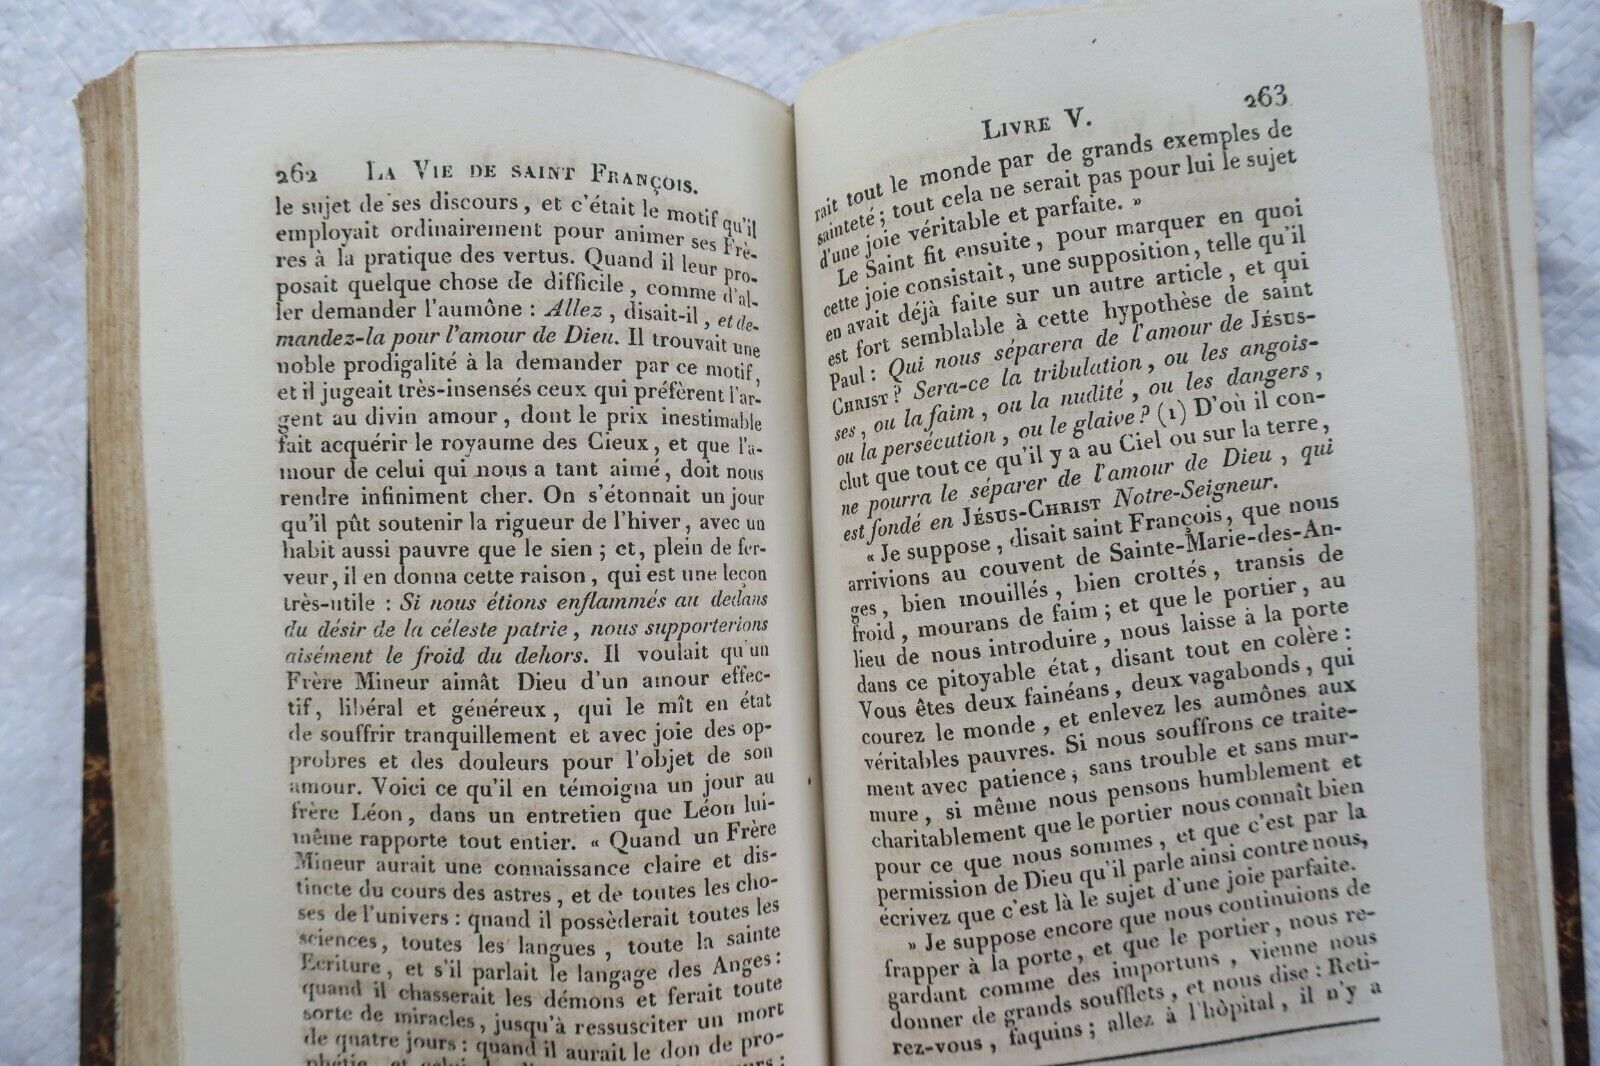 262 LA VIE DE SAINT FRANÇOIS.
le sujet de ses discours, et c'était le motif qu'il
employait ordinairement pour animer ses Frè-
res à la pratique des vertus. Quand il leur pro-
posait quelque chose de difficile, comme d'al-
ler demander l'aumône : Allez, disait-il, et de-
mandez-la pour l'amour de Dieu. Il trouvait une
noble prodigalité à la demander par ce motif,
et il jugeait très-insensés ceux qui préfèrent l'ar-
gent au divin amour, dont le prix inestimable
fait acquérir le royaume des Cieux, et que l'a-
mour de celui qui nous a tant aimé, doit nous
rendre infiniment cher. On s'étonnait un jour
qu'il pût soutenir la rigueur de l'hiver, avec un
habit aussi pauvre que le sien ; et, plein de fer-
veur, il en donna cette raison, qui est une leçon
très-utile : Si nous étions enflammés au dedans
du désir de la céleste patrie, nous supporterions
aisément le froid du dehors. Il voulait qu'un
Frère Mineur aimât Dieu d'un amour effec-
tif, libéral et généreux, qui le mît en état
de souffrir tranquillement et avec joie des op-
probres et des douleurs pour l'objet de son
amour. Voici ce qu'il en témoigna un jour au
frère Léon, dans un entretien que Léon lui-
même rapporte tout entier. « Quand un Frère
Mineur aurait une connaissance claire et dis-
tincte du cours des astres, et de toutes les cho-
ses de l'univers : quand il possèderait toutes les
sciences, toutes les langues, toute la sainte
Ecriture, et s'il parlait le langage des Anges :
quand il chasserait les démons et ferait toute
sorte de miracles, jusqu'à ressusciter un mort
de quatre jours : quand il aurait le don de pro-
phétie, et
LIVRE V. 263
rait tout le monde par de grands exemples de
sainteté ; tout cela ne serait pas pour lui le sujet
d'une joie véritable et parfaite. »
Le Saint fit ensuite, pour marquer en quoi
cette joie consistait, une supposition, telle qu'il
en avait déjà faite sur un autre article, et qui
est fort semblable à cette hypothèse de saint
Paul : Qui nous séparera de l'amour de JÉSUS-
CHRIST ? Sera-ce la tribulation, ou les angois-
ses, ou la faim, ou la nudité, ou les dangers,
ou la persécution, ou le glaive ? (1) D'où il con-
clut que tout ce qu'il y a au Ciel ou sur la terre,
ne pourra le séparer de l'amour de Dieu, qui
est fondé en JÉSUS-CHRIST Notre-Seigneur.
« Je suppose, disait saint François, que nous
arrivions au couvent de Sainte-Marie-des-An-
ges, bien mouillés, bien crottés, transis de
froid, mourans de faim ; et que le portier, au
lieu de nous introduire, nous laisse à la porte
dans ce pitoyable état, disant tout en colère :
Vous êtes deux fainéans, deux vagabonds, qui
courez le monde, et enlevez les aumônes aux
véritables pauvres. Si nous souffrons ce traite-
ment avec patience, sans trouble et sans mur-
mure, si même nous pensons humblement et
charitablement que le portier nous connaît bien
pour ce que nous sommes, et que c'est par la
permission de Dieu qu'il parle ainsi contre nous,
écrivez que c'est là le sujet d'une joie parfaite.
» Je suppose encore que nous continuions de
frapper à la porte, et que le portier, nous re-
gardant comme des importuns, vienne nous
donner de grands soufflets, et nous dise : Reti-
rez-vous, faquins ; allez à l'hôpital, il n'y a